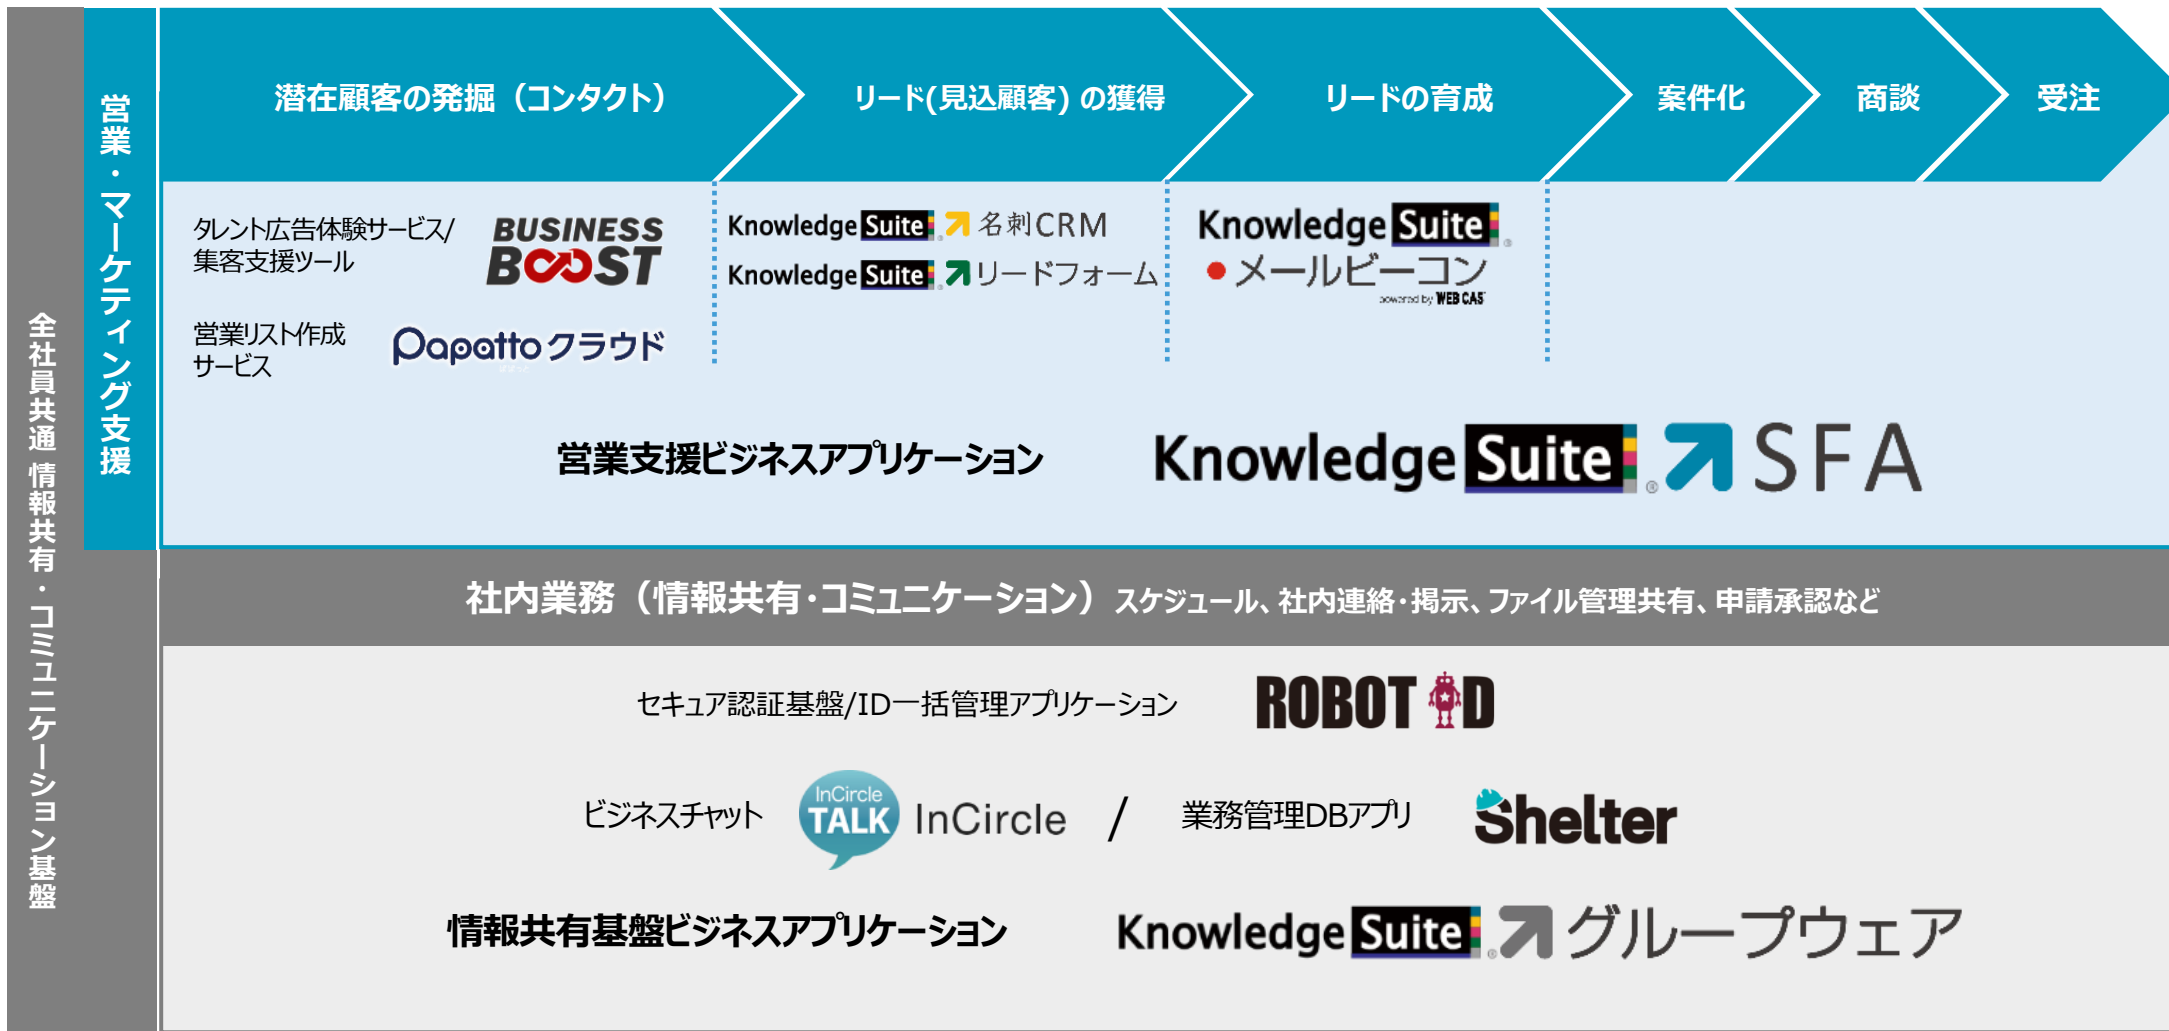 全社員共通 情報共有・コミュニケーション基盤
営業・マーケティング支援
潜在顧客の発掘（コンタクト）
リード(見込顧客) の獲得
リードの育成
案件化
商談
受注
タレント広告体験サービス/
集客支援ツール
BUSINESS
BOOST
営業リスト作成
サービス
Papattoクラウド
ぱぱっと
Knowledge Suite ® 名刺CRM
Knowledge Suite ® リードフォーム
Knowledge Suite ®
メールビーコン
powered by WEBCAS
営業支援ビジネスアプリケーション
Knowledge Suite ® SFA
社内業務（情報共有・コミュニケーション）スケジュール、社内連絡・掲示、ファイル管理共有、申請承認など
セキュア認証基盤/ID一括管理アプリケーション
ROBOT ID
ビジネスチャット
InCircle
TALK
InCircle
/
業務管理DBアプリ
Shelter
情報共有基盤ビジネスアプリケーション
Knowledge Suite ® グループウェア